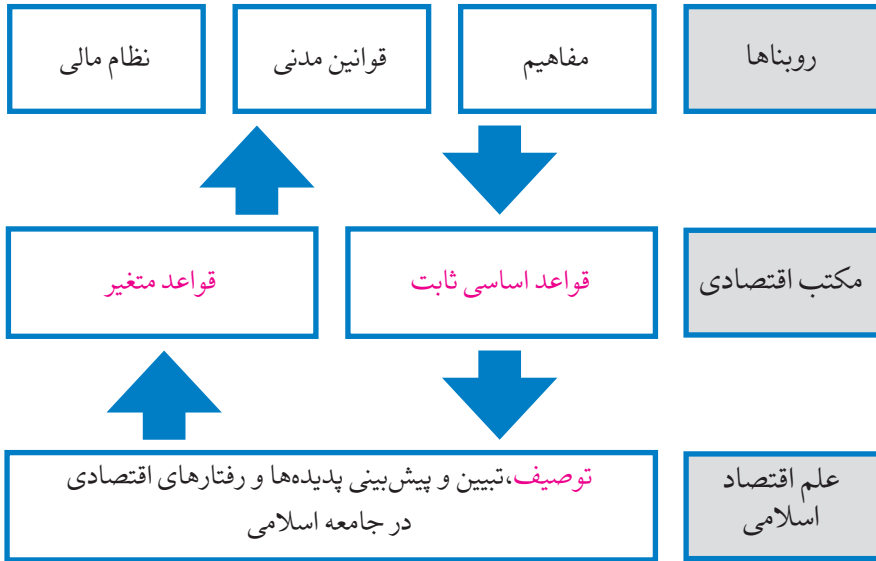 روبناها
مفاهیم
قوانین مدنی
نظام مالی
مکتب اقتصادی
قواعد اساسی ثابت
قواعد متغیر
علم اقتصاد
اسلامی
توصیف،تبیین و پیش‌بینی پدیده‌ها و رفتارهای اقتصادی
در جامعه اسلامی